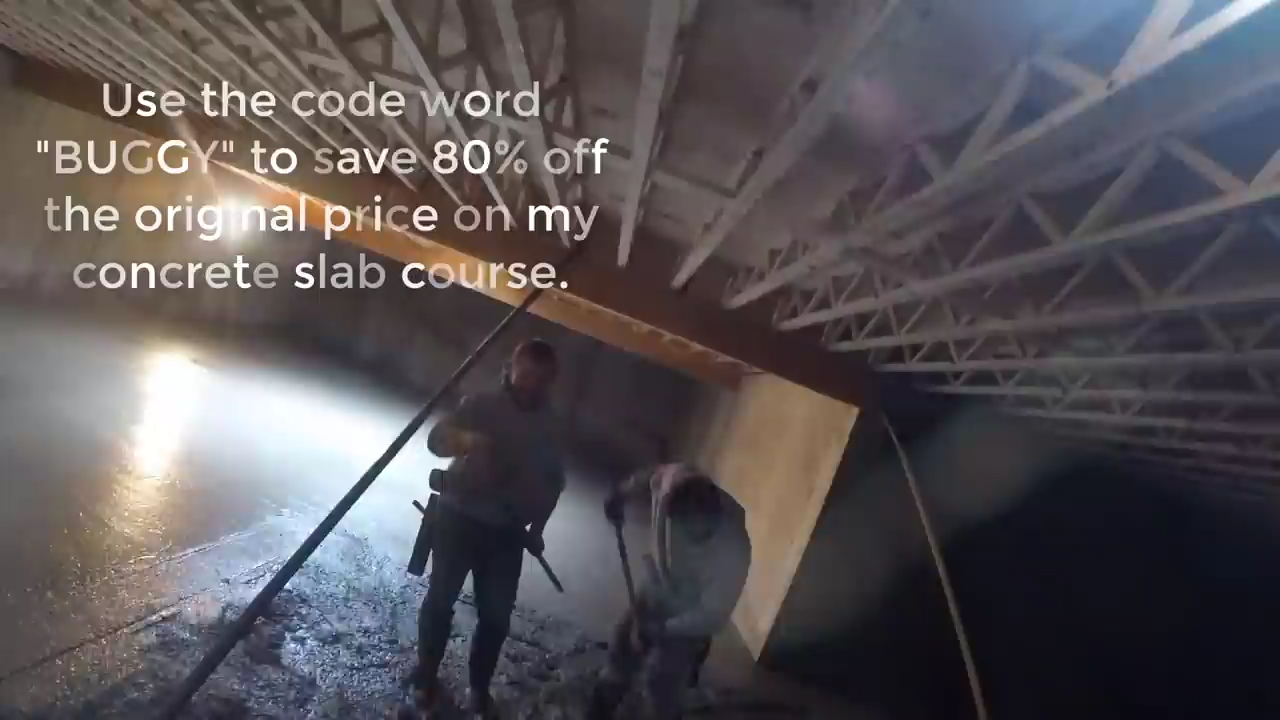 Use the code word
"BUGGY" to save 80% off
the original price on my
concrete slab course.